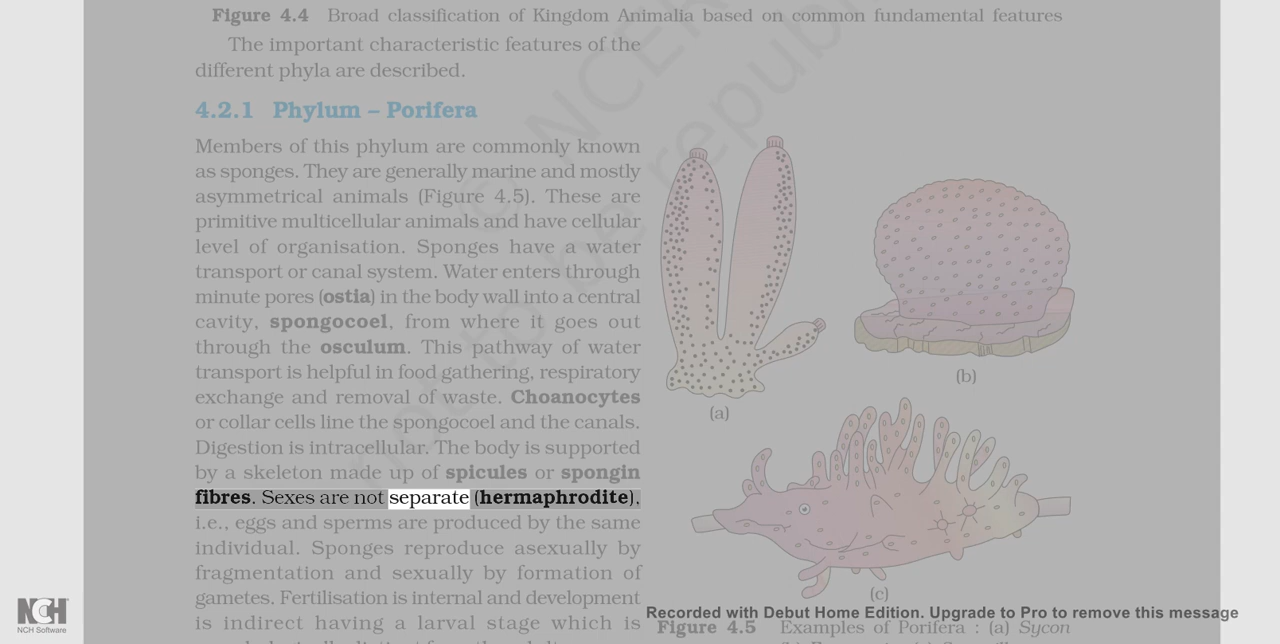 Figure 4.4 Broad classification of Kingdom Animalia based on common fundamental features
The important characteristic features of the
different phyla are described.
4.2.1 Phylum – Porifera
Members of this phylum are commonly known
as sponges. They are generally marine and mostly
asymmetrical animals (Figure 4.5). These are
primitive multicellular animals and have cellular
level of organisation. Sponges have a water
transport or canal system. Water enters through
minute pores (ostia) in the body wall into a central
cavity, spongocoel, from where it goes out
through the osculum. This pathway of water
transport is helpful in food gathering, respiratory
exchange and removal of waste. Choanocytes
or collar cells line the spongocoel and the canals.
Digestion is intracellular. The body is supported
by a skeleton made up of spicules or spongin
fibres. Sexes are not separate (hermaphrodite),
i.e., eggs and sperms are produced by the same
individual. Sponges reproduce asexually by
fragmentation and sexually by formation of
gametes. Fertilisation is internal and development
is indirect having a larval stage which is
(a)
(b)
(c)
Figure 4.5 Examples of Porifera : (a) Sycon
Recorded with Debut Home Edition. Upgrade to Pro to remove this message
NCH
NCH Software
not to be republi
© NCER